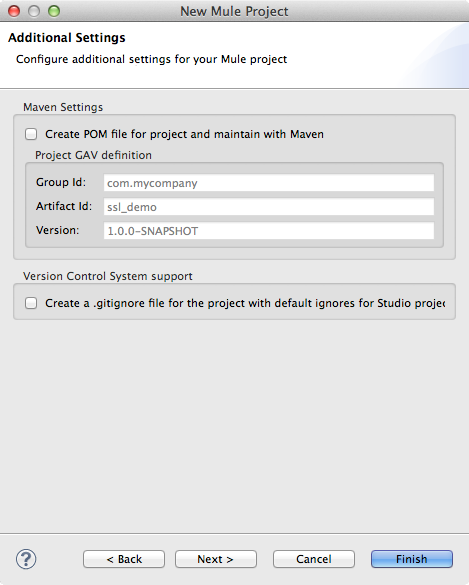 New Mule Project
Additional Settings
Configure additional settings for your Mule project
Maven Settings
Create POM file for project and maintain with Maven
Project GAV definition
Group Id: com.mycompany
Artifact Id: ssl_demo
Version: 1.0.0-SNAPSHOT
Version Control System support
Create a .gitignore file for the project with default ignores for Studio projec
? < Back Next > Cancel Finish